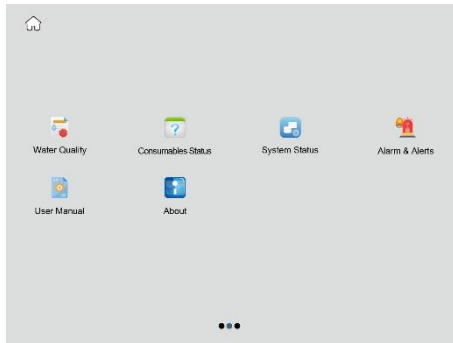 Water Quality
Consumables Status
System Status
Alarm & Alerts
User Manual
About